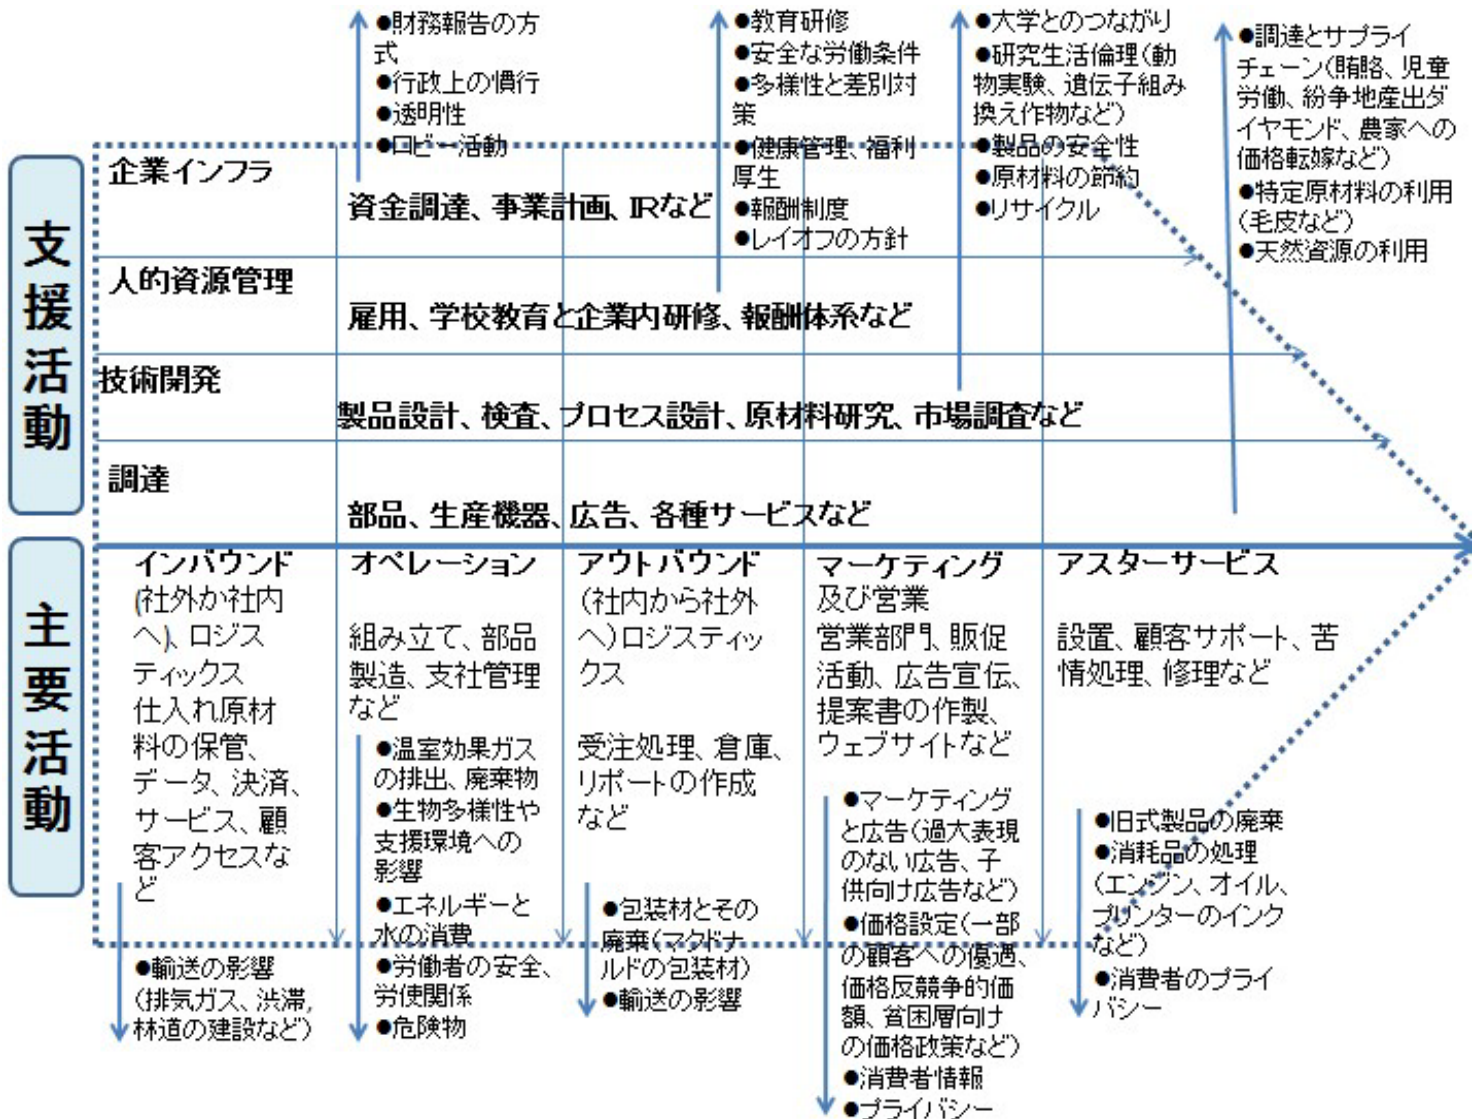 ●財務報告の方
式
●行政上の慣行
●透明性
●ロビー活動
●教育研修
●安全な労働条件
●多様性と差別対
策
●健康管理、福利
厚生
●報酬制度
●レイオフの方針
●大学とのつながり
●研究生活倫理(動
物実験、遺伝子組み
換え作物など)
●製品の安全性
●原材料の節約
●リサイクル
●調達とサプライ
チェーン(賄賂、児童
労働、紛争地産出ダ
イヤモンド、農家への
価格転嫁など)
●特定原材料の利用
(毛皮など)
●天然資源の利用
支援活動
企業インフラ
資金調達、事業計画、IRなど
人的資源管理
雇用、学校教育と企業内研修、報酬体系など
技術開発
製品設計、検査、プロセス設計、原材料研究、市場調査など
調達
部品、生産機器、広告、各種サービスなど
主要活動
インバウンド
(社外か社内
へ)、ロジス
ティックス
仕入れ原材
料の保管、
データ、決済、
サービス、顧
客アクセスな
ど
●輸送の影響
(排気ガス、渋滞,
林道の建設など)
オペレーション
組み立て、部品
製造、支社管理
など
●温室効果ガス
の排出、廃棄物
●生物多様性や
支援環境への
影響
●エネルギーと
水の消費
●労働者の安全、
労使関係
●危険物
アウトバウンド
(社内から社外
へ)ロジスティッ
クス
受注処理、倉庫、
リポートの作成
など
●包装材とその
廃棄(マクドナ
ルドの包装材)
●輸送の影響
マーケティング
及び営業
営業部門、販促
活動、広告宣伝、
提案書の作製、
ウェブサイトなど
●マーケティング
と広告(過大表現
のない広告、子
供向け広告など)
●価格設定(一部
の顧客への優遇、
価格反競争的価
額、貧困層向け
の価格政策など)
●消費者情報
●プライバシー
アスターサービス
設置、顧客サポート、苦
情処理、修理など
●旧式製品の廃棄
●消耗品の処理
(エンジン、オイル、
プリンターのインク
など)
●消費者のプライ
バシー